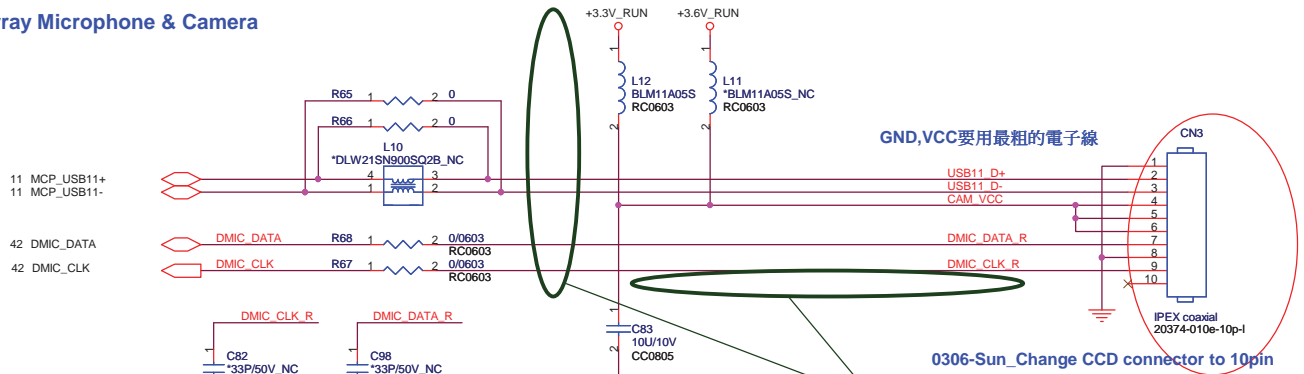 rray Microphone & Camera
+3.3V_RUN
+3.6V_RUN
1
1
L12
BLM11A05S
RC0603
L11
*BLM11A05S_NC
RC0603
2
2
R65 1 2 0
R66 1 2 0
L10
*DLW21SN900SQ2B_NC
4 3
1 2
11 MCP_USB11+
11 MCP_USB11-
GND,VCC要用最粗的電子線
CN3
USB11_D+
USB11_D-
CAM_VCC
1
2
3
4
5
6
7
8
9
10
42 DMIC_DATA
DMIC_DATA
R68 1 2 0/0603
RC0603
DMIC_DATA_R
42 DMIC_CLK
DMIC_CLK
R67 1 2 0/0603
RC0603
DMIC_CLK_R
IPEX coaxial
20374-010e-10p-l
DMIC_CLK_R
DMIC_DATA_R
1
C82
*33P/50V_NC
1
C98
*33P/50V_NC
1
C83
10U/10V
CC0805
2
0306-Sun_Change CCD connector to 10pin